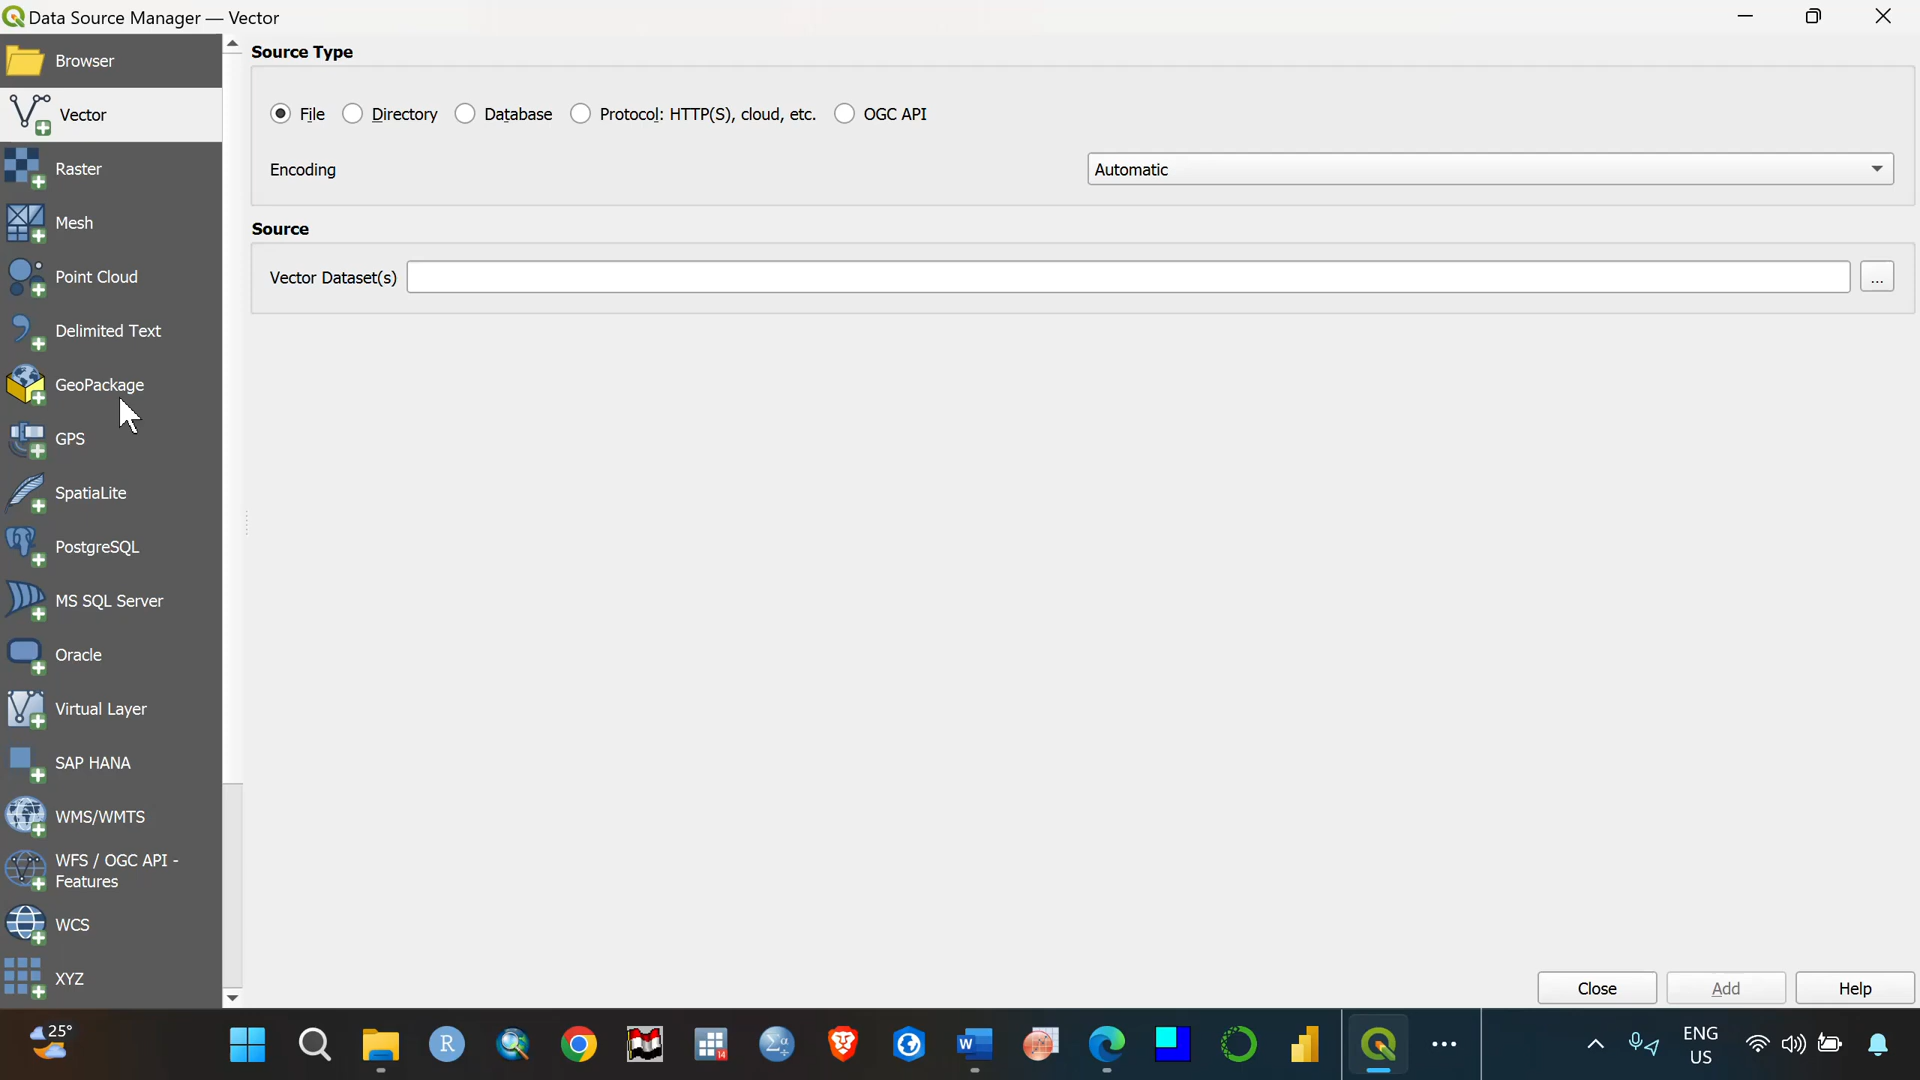 Data Source Manager — Vector
Browser
Vector
Raster
Mesh
Point Cloud
Delimited Text
GeoPackage
GPS
SpatiaLite
PostgreSQL
MS SQL Server
Oracle
Virtual Layer
SAP HANA
WMS/WMTS
WFS / OGC API -
Features
WCS
XYZ
Source Type
File Directory Database Protocol: HTTP(S), cloud, etc. OGC API
Encoding Automatic
Source
Vector Dataset(s) ...
Close Add Help
25°
R
14
W
ENG
US